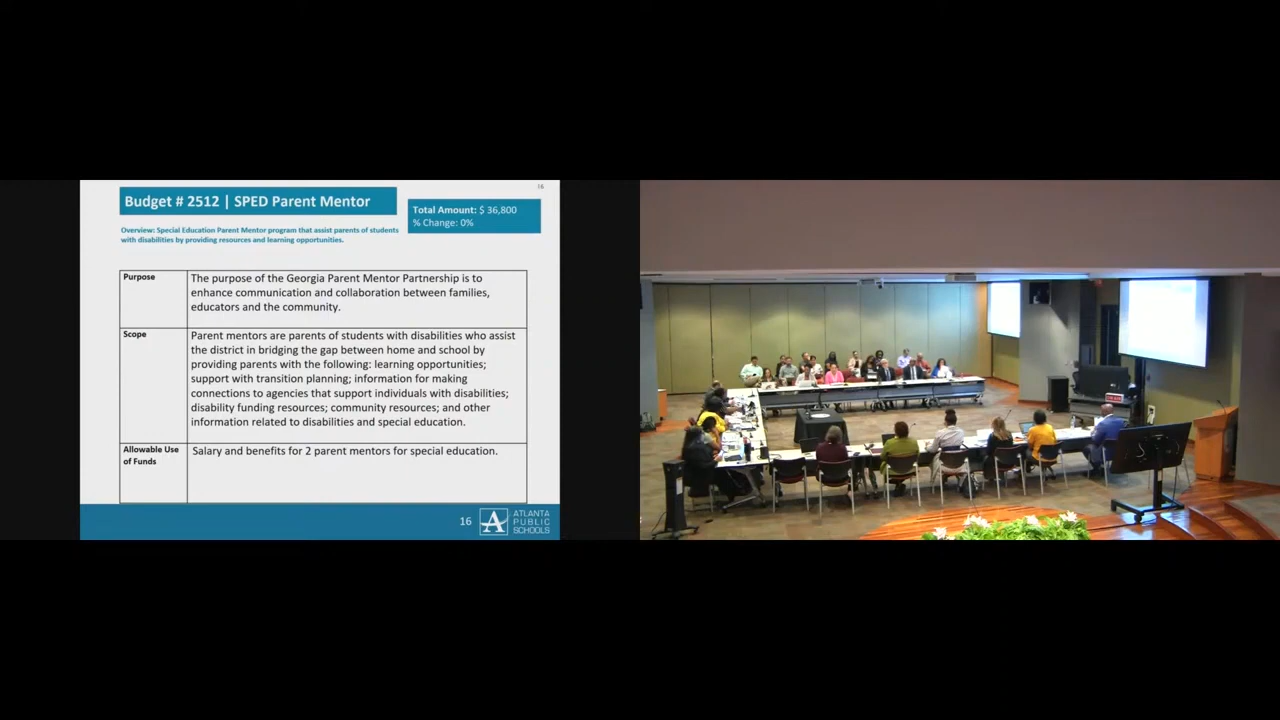 16
Budget # 2512 | SPED Parent Mentor
Total Amount: $ 36,800
% Change: 0%
Overview: Special Education Parent Mentor program that assist parents of students
with disabilities by providing resources and learning opportunities.
Purpose
The purpose of the Georgia Parent Mentor Partnership is to
enhance communication and collaboration between families,
educators and the community.
Scope
Parent mentors are parents of students with disabilities who assist
the district in bridging the gap between home and school by
providing parents with the following: learning opportunities;
support with transition planning; information for making
connections to agencies that support individuals with disabilities;
disability funding resources; community resources; and other
information related to disabilities and special education.
Allowable Use
of Funds
Salary and benefits for 2 parent mentors for special education.
16
A
ATLANTA
PUBLIC
SCHOOLS